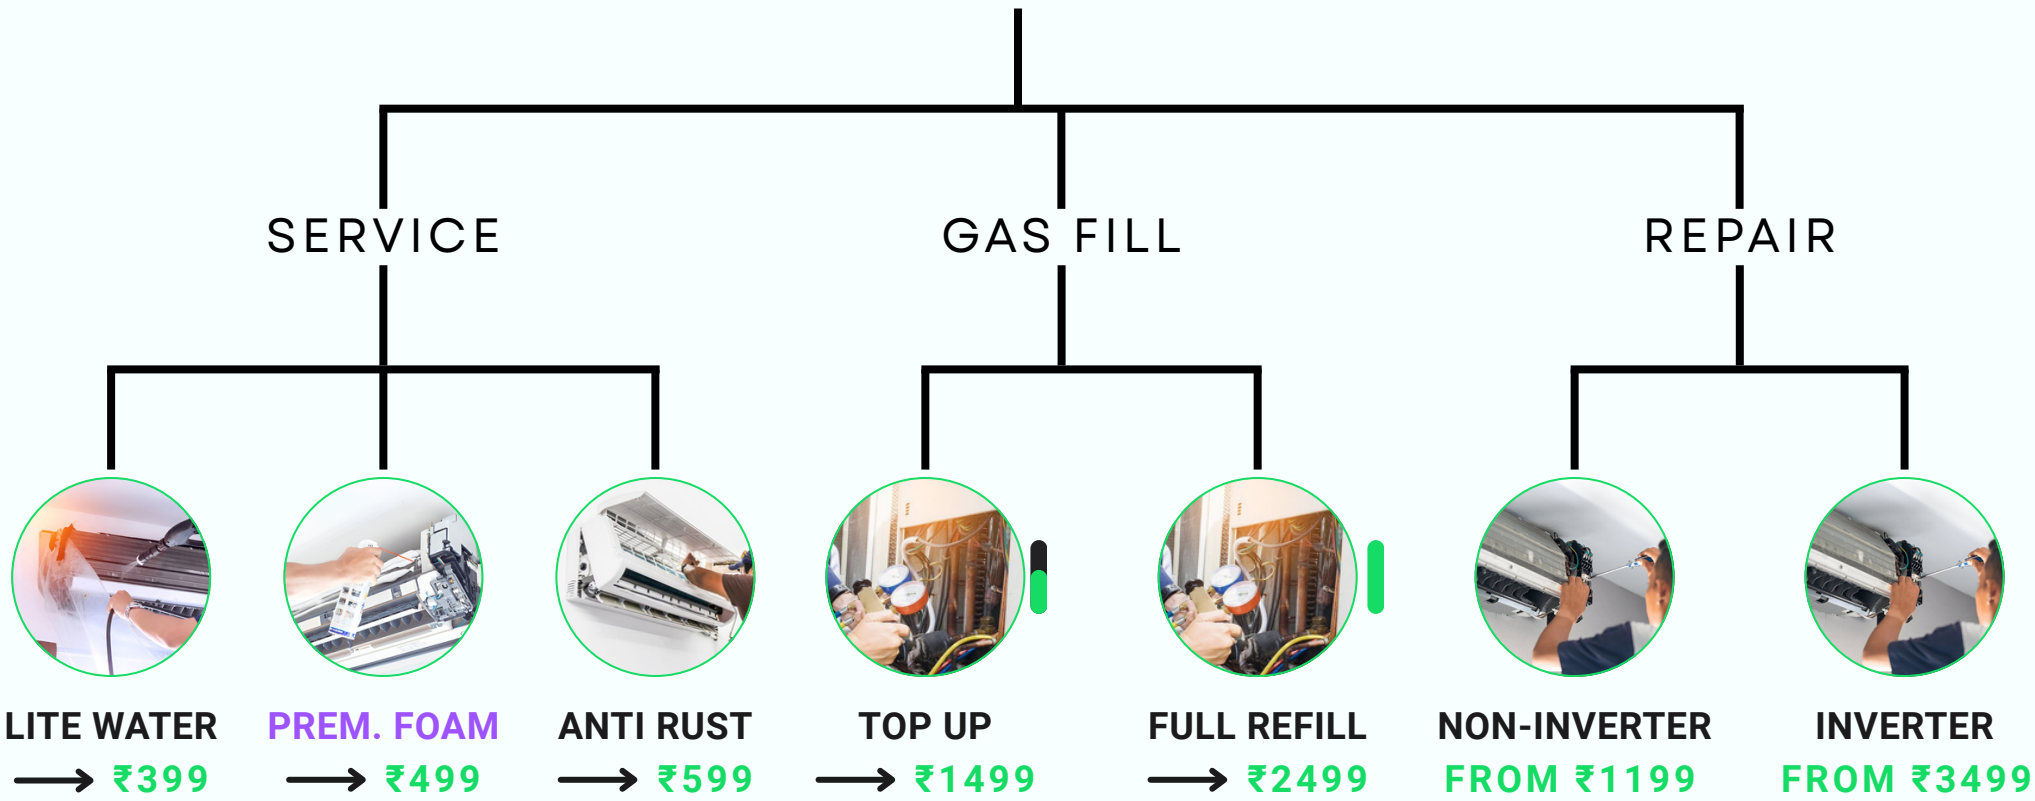 SERVICE
GAS FILL
REPAIR
LITE WATER
₹399
PREM. FOAM
₹499
ANTI RUST
₹599
TOP UP
₹1499
FULL REFILL
₹2499
NON-INVERTER
FROM ₹1199
INVERTER
FROM ₹3499